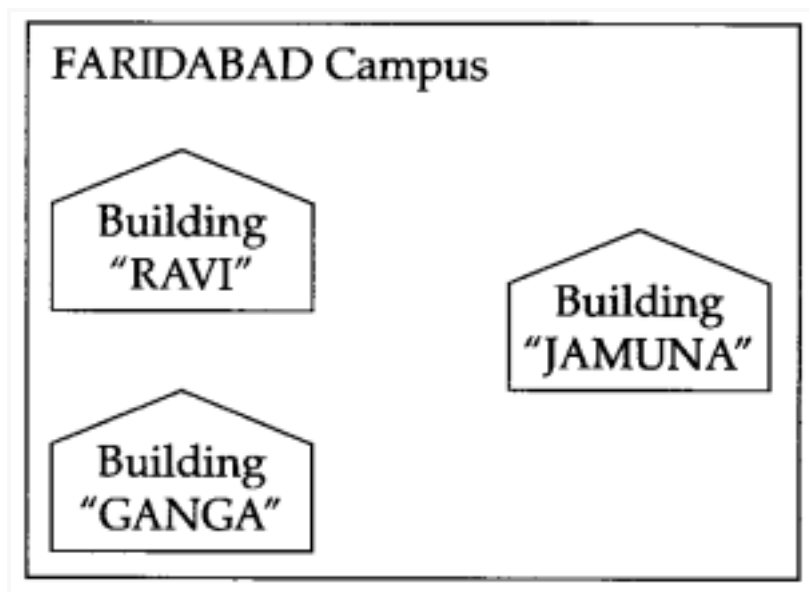 FARIDABAD Campus
Building
“RAVI”
Building
“JAMUNA”
Building
“GANGA”